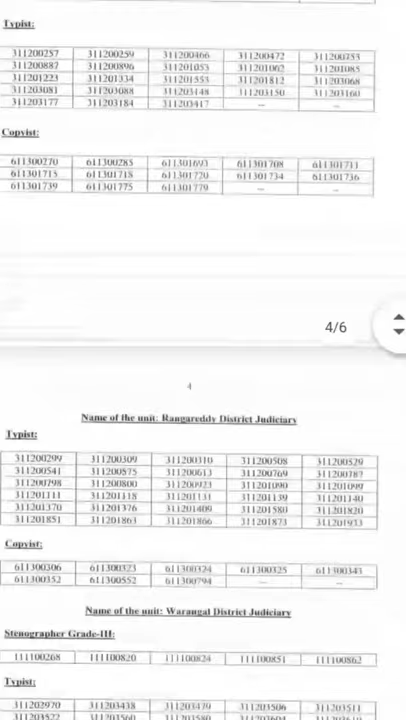 Typist:
311200257 311200259 311200466 311200472 311200753
311200887 311200896 311201053 311201062 311201085
311201223 311201334 311201553 311201812 311203068
311203081 311203088 311203148 311203150 311203160
311203177 311203184 311203417 -- --
Copyist:
611300270 611300285 611301693 611301708 611301711
611301715 611301718 611301720 611301734 611301736
611301739 611301775 611301779 -- --
4/6
4
Name of the unit: Rangareddy District Judiciary
Typist:
311200299 311200309 311200310 311200508 311200529
311200541 311200575 311200613 311200769 311200787
311200798 311200800 311200923 311201090 311201099
311201111 311201118 311201131 311201139 311201140
311201370 311201376 311201409 311201580 311201820
311201851 311201863 311201866 311201873 311201933
Copyist:
611300306 611300323 611300324 611300325 611300343
611300352 611300552 611300794 -- --
Name of the unit: Warangal District Judiciary
Stenographer Grade-III:
111100268 111100820 111100824 111100851 111100862
Typist:
311202970 311203438 311203479 311203506 311203511
311203522 311203560 311203580